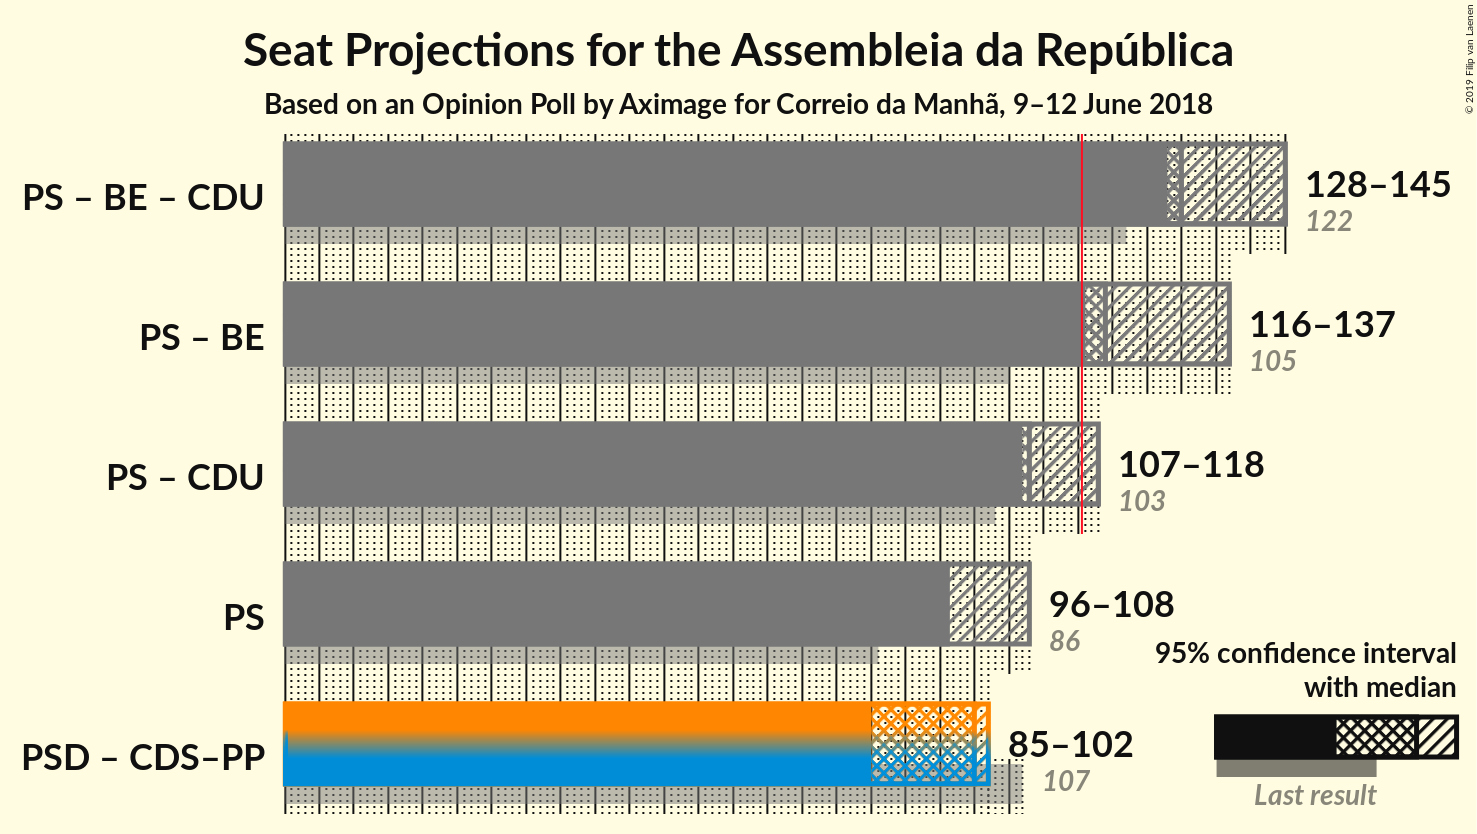 Seat Projections for the Assembleia da República
Based on an Opinion Poll by Aximage for Correio da Manhã, 9–12 June 2018
© 2019 Filip van Laenen
PS – BE – CDU
128–145
122
PS – BE
116–137
105
PS – CDU
107–118
103
PS
96–108
86
PSD – CDS–PP
85–102
107
95% confidence interval
with median
Last result